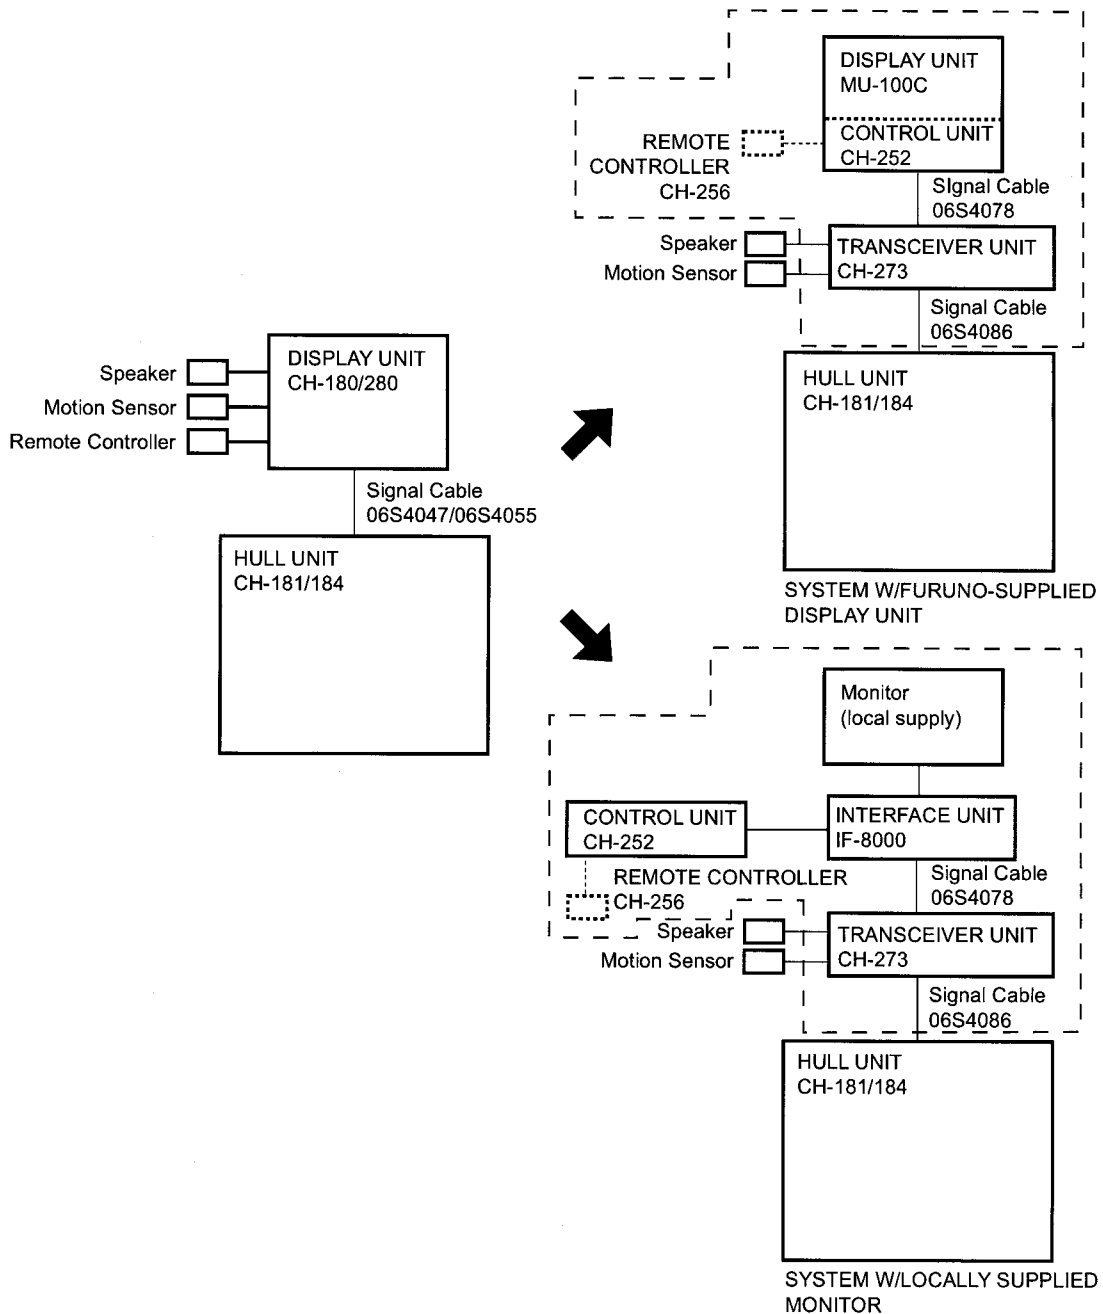 DISPLAY UNIT
CH-180/280
Speaker
Motion Sensor
Remote Controller
Signal Cable
06S4047/06S4055
HULL UNIT
CH-181/184
DISPLAY UNIT
MU-100C
CONTROL UNIT
CH-252
REMOTE
CONTROLLER
CH-256
SIgnal Cable
06S4078
Speaker
Motion Sensor
TRANSCEIVER UNIT
CH-273
Signal Cable
06S4086
HULL UNIT
CH-181/184
SYSTEM W/FURUNO-SUPPLIED
DISPLAY UNIT
Monitor
(local supply)
CONTROL UNIT
CH-252
INTERFACE UNIT
IF-8000
REMOTE CONTROLLER
CH-256
Signal Cable
06S4078
Speaker
Motion Sensor
TRANSCEIVER UNIT
CH-273
Signal Cable
06S4086
HULL UNIT
CH-181/184
SYSTEM W/LOCALLY SUPPLIED
MONITOR